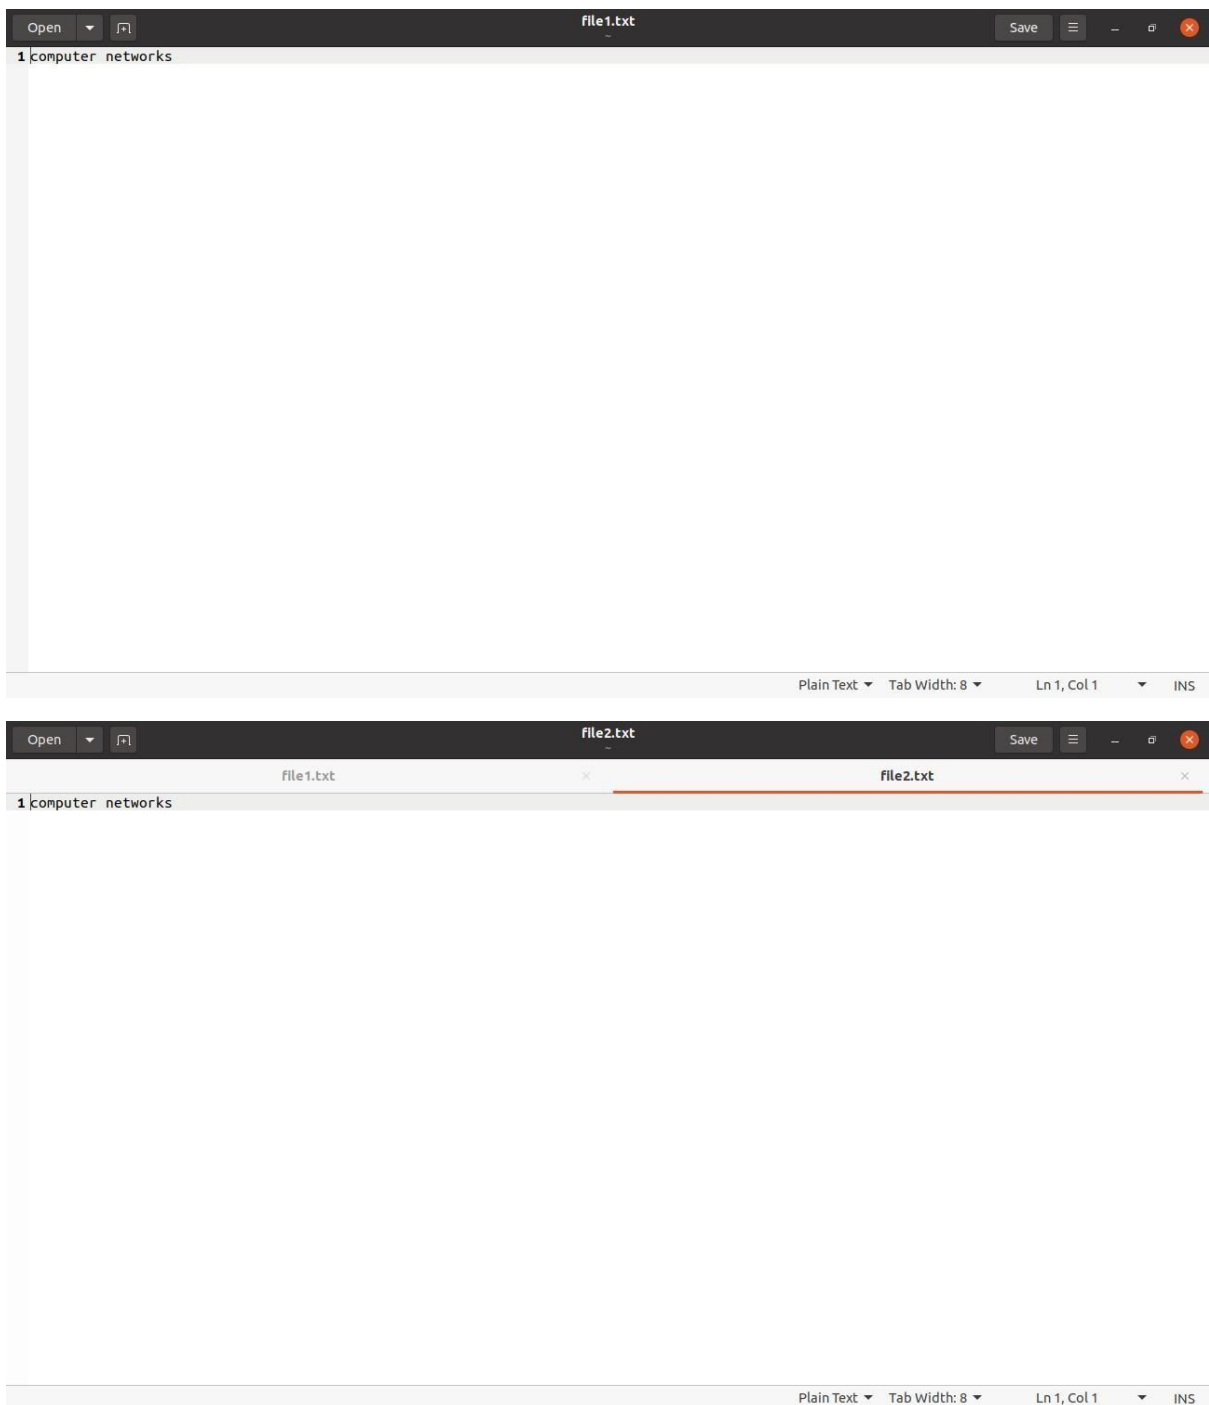 Open file1.txt Save
~
1 computer networks
Plain Text Tab Width: 8 Ln 1, Col 1 INS
Open file2.txt Save
~
file1.txt file2.txt
1 computer networks
Plain Text Tab Width: 8 Ln 1, Col 1 INS